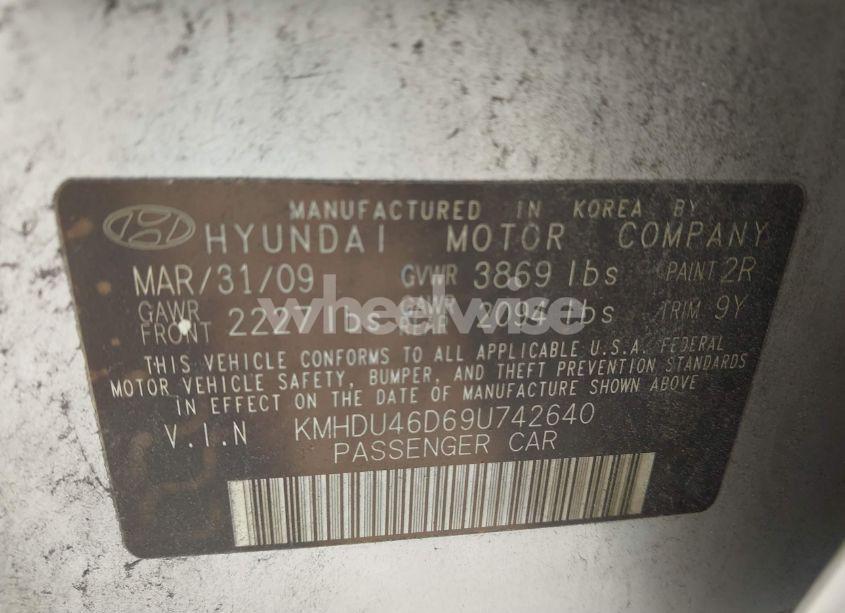 MANUFACTURED IN KOREA BY
HYUNDAI MOTOR COMPANY
MAR/31/09 GVWR 3869 lbs PAINT 2R
GAWR FRONT 2227 lbs GAWR REAR 2094 lbs TRIM 9Y
wheelwise
THIS VEHICLE CONFORMS TO ALL APPLICABLE U.S.A. FEDERAL
MOTOR VEHICLE SAFETY, BUMPER, AND THEFT PREVENTION STANDARDS
IN EFFECT ON THE DATE OF MANUFACTURE SHOWN ABOVE
V.I.N KMHDU46D69U742640
PASSENGER CAR